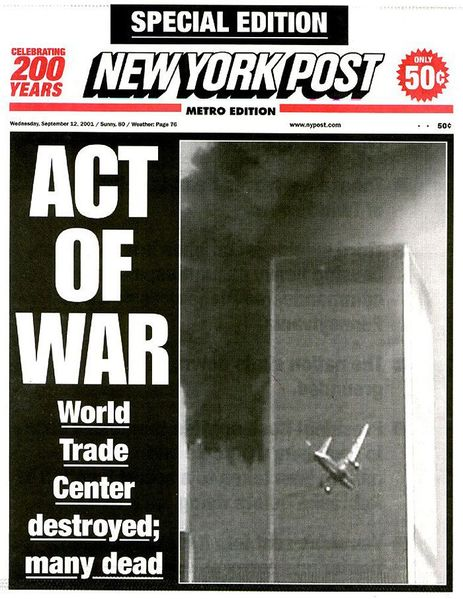 SPECIAL EDITION
CELEBRATING
200
YEARS
NEW YORK POST
ONLY
50¢
METRO EDITION
Wednesday, September 12, 2001 / Sunny, 80 / Weather: Page 76
www.nypost.com
50¢
ACT
OF
WAR
World
Trade
Center
destroyed;
many dead